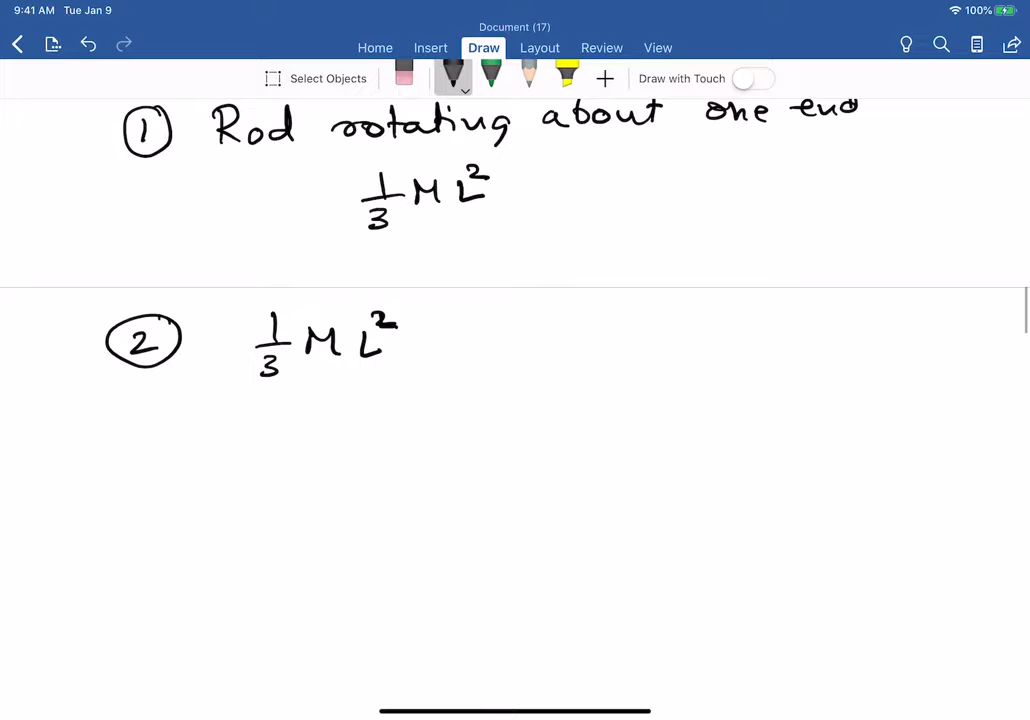 9:41 AM Tue Jan 9
100%
Document (17)
Home Insert Draw Layout Review View
Select Objects
Draw with Touch
① Rod rotating about one end
1/3 M L²
② 1/3 M L²